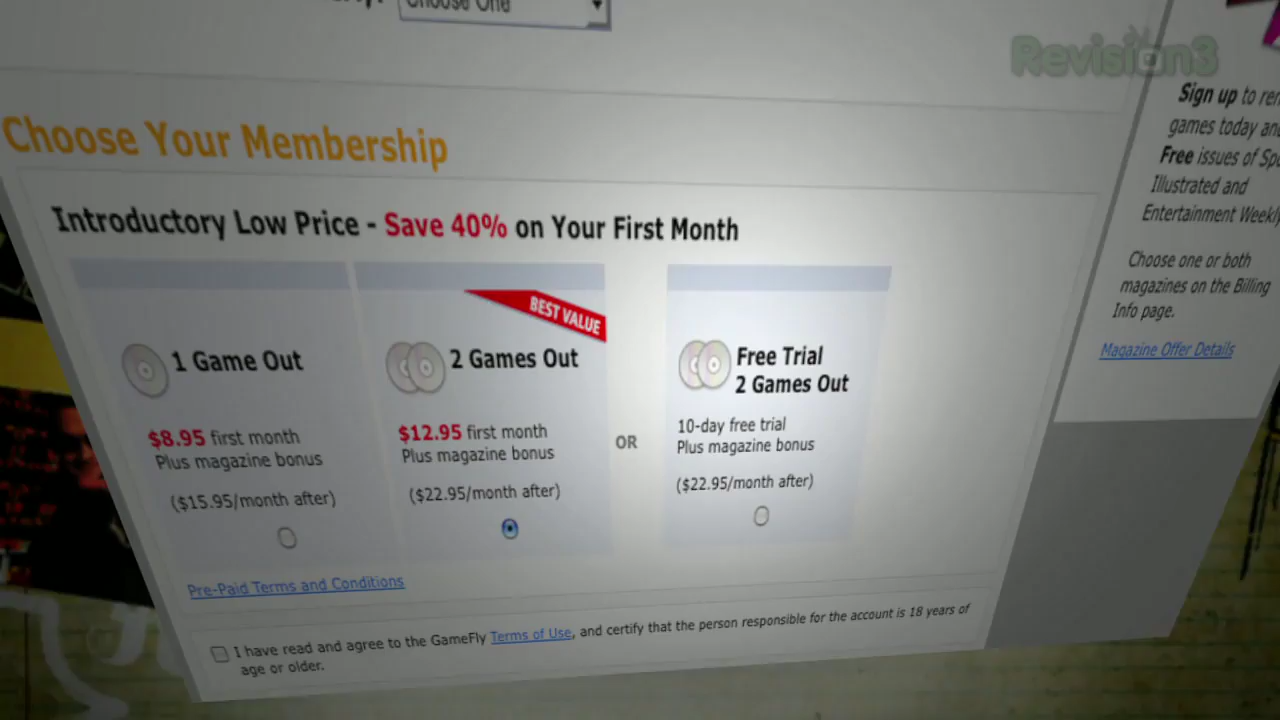 Choose One
Revision3
Choose Your Membership
Introductory Low Price - Save 40% on Your First Month
BEST VALUE
1 Game Out
$8.95 first month
Plus magazine bonus
($15.95/month after)
2 Games Out
$12.95 first month
Plus magazine bonus
($22.95/month after)
OR
Free Trial
2 Games Out
10-day free trial
Plus magazine bonus
($22.95/month after)
Pre-Paid Terms and Conditions
I have read and agree to the GameFly Terms of Use, and certify that the person responsible for the account is 18 years of
age or older.
Sign up to
games today
Free issues of
Illustrated and
Entertainment Weekly
Choose one or both
magazines on the Billing
Info page.
Magazine Offer Details